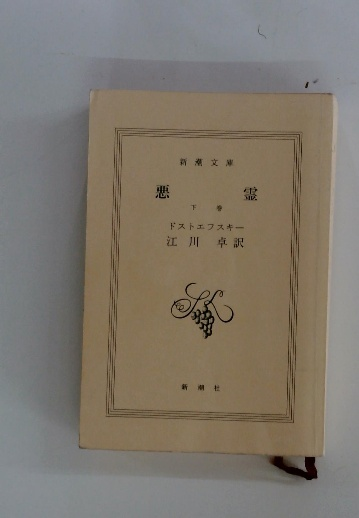 新潮文庫
悪霊
下巻
ドストエフスキー
江川卓訳
新潮社